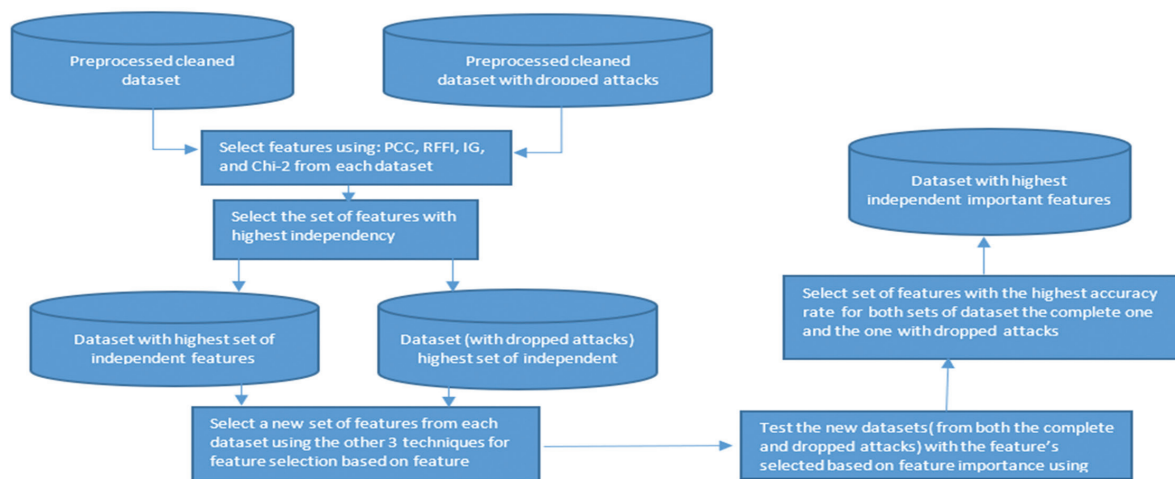 Preprocessed cleaned
dataset
Preprocessed cleaned
dataset with dropped attacks
Select features using: PCC, RFFI, IG,
and Chi-2 from each dataset
Select the set of features with
highest independency
Dataset with highest set of
independent features
Dataset (with dropped attacks)
highest set of independent
Select a new set of features from each
dataset using the other 3 techniques for
feature selection based on feature
Test the new datasets( from both the complete
and dropped attacks) with the feature's
selected based on feature importance using
Select set of features with the highest accuracy
rate for both sets of dataset the complete one
and the one with dropped attacks
Dataset with highest
independent important features